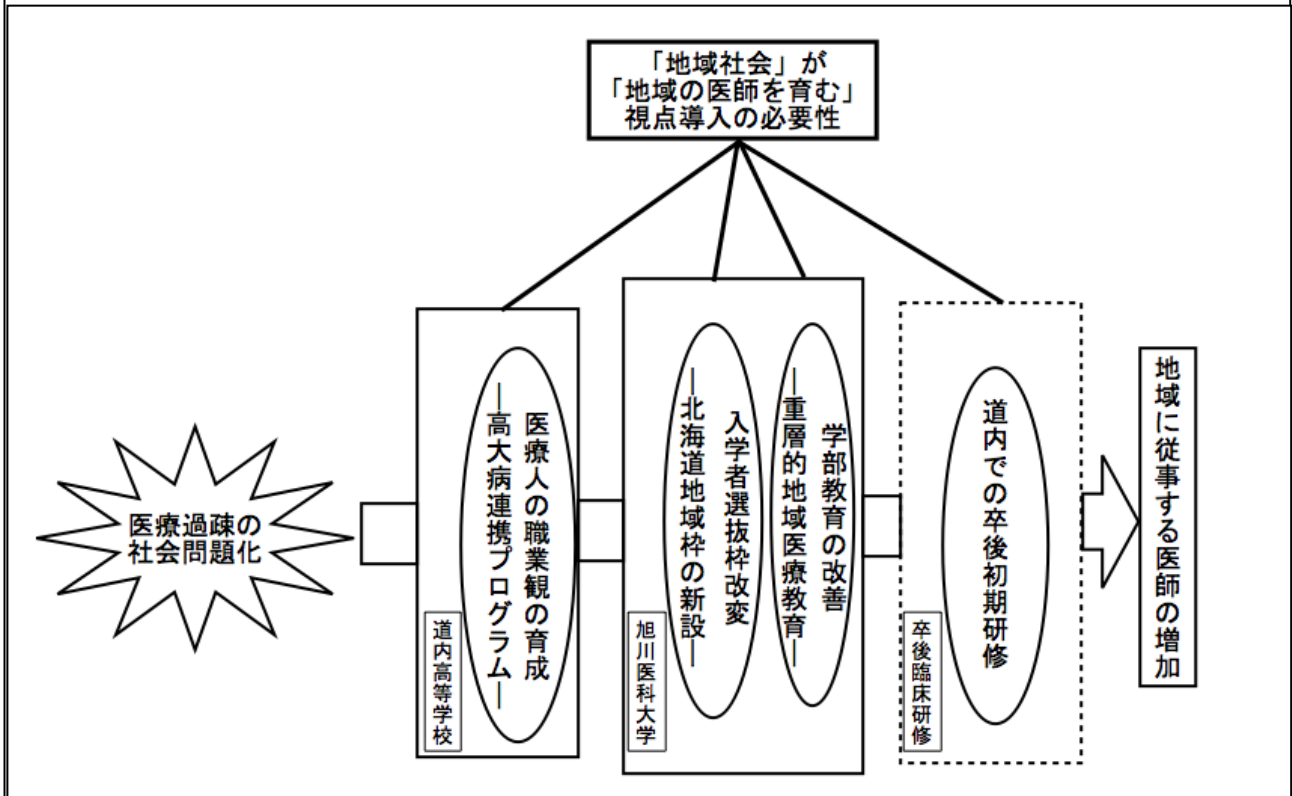 「地域社会」が
「地域の医師を育む」
視点導入の必要性
医療過疎の
社会問題化
医療人の職業観の育成
―高大病連携プログラム―
道内高等学校
入学者選抜枠改変
―北海道地域枠の新設―
学部教育の改善
―重層的地域医療教育―
旭川医科大学
道内での卒後初期研修
卒後臨床研修
地域に従事する医師の増加